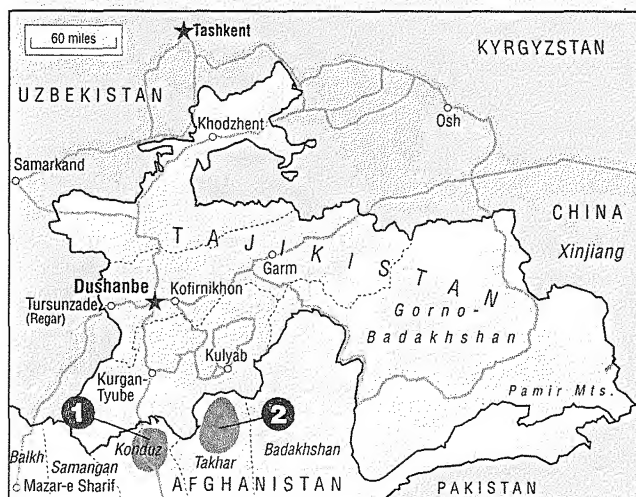 60 miles
Tashkent
KYRGYZSTAN
UZBEKISTAN
Osh
Khodzhent
Samarkand
CHINA
Xinjiang
TAJIKISTAN
Garm
Dushanbe
Kofirnikhon
Tursunzade
(Regar)
Gorno-
Badakhshan
Kulyab
Kurgan-
Tyube
Pamir Mts.
1
2
Konduz
Takhar
Badakhshan
Balkh
Samangan
Mazar-e Sharif
AFGHANISTAN
PAKISTAN